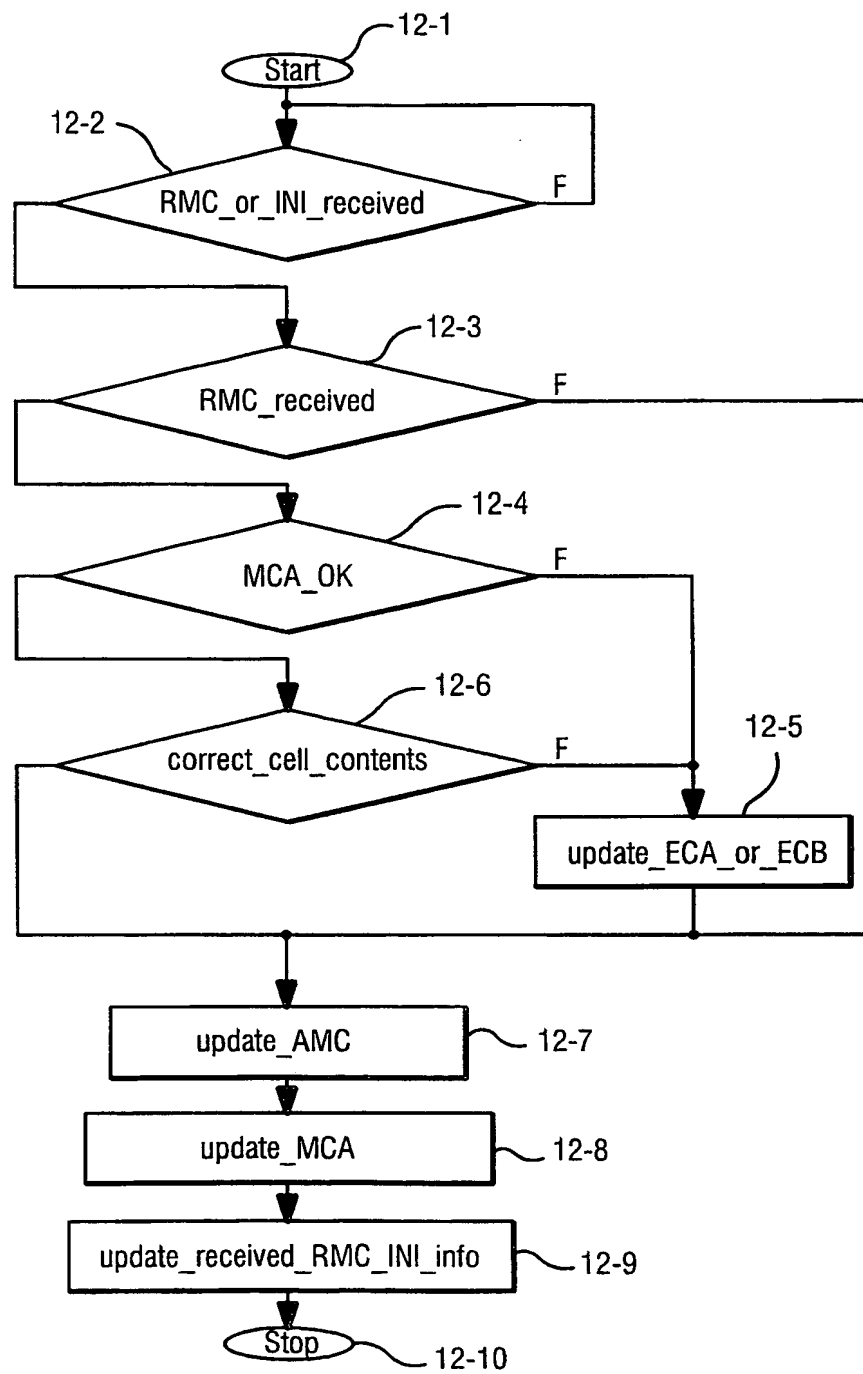 12-1
Start
12-2
RMC_or_INI_received
F
12-3
RMC_received
F
12-4
MCA_OK
F
12-6
correct_cell_contents
F
12-5
update_ECA_or_ECB
update_AMC
12-7
update_MCA
12-8
update_received_RMC_INI_info
12-9
Stop
12-10